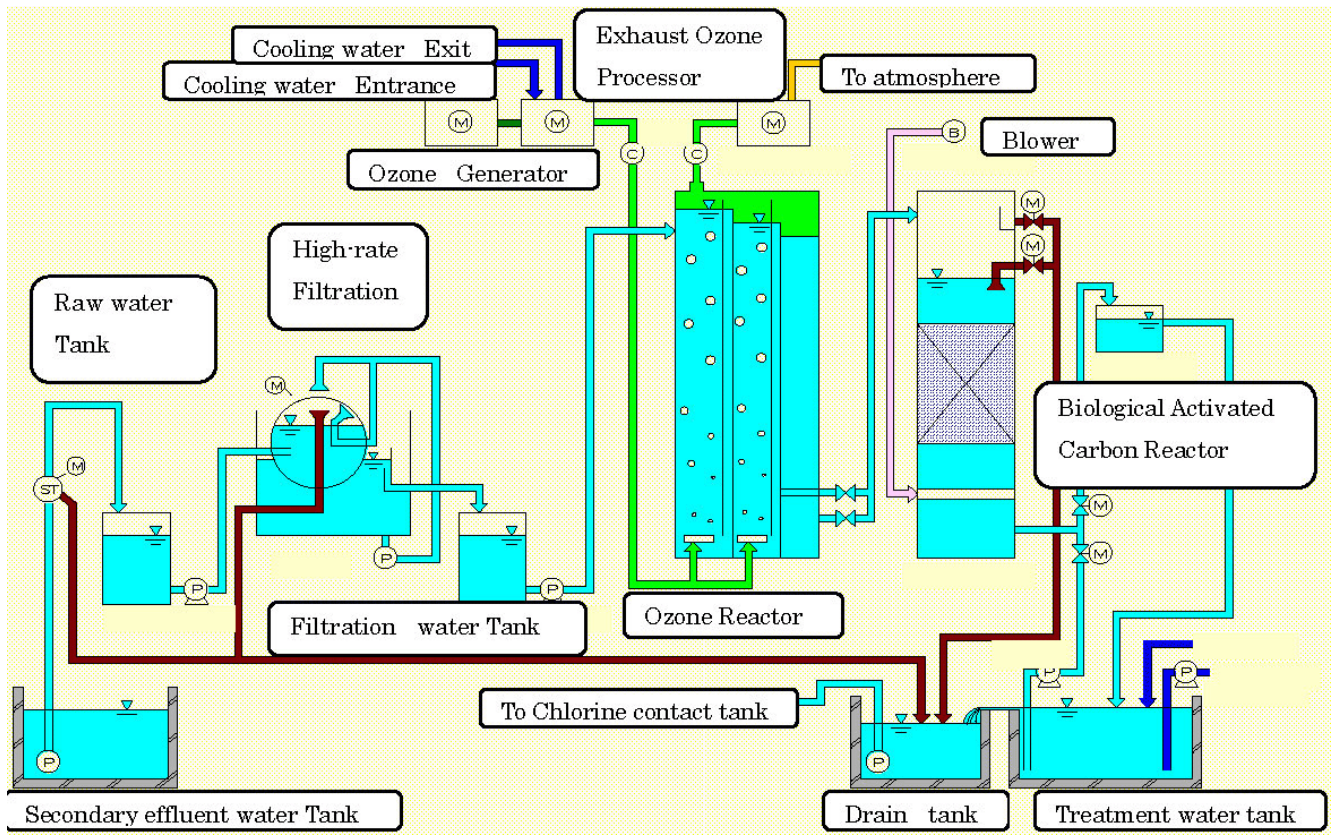 Cooling water Exit
Cooling water Entrance
Exhaust Ozone
Processor
To atmosphere
M
M
M
B
Blower
C
C
Ozone Generator
High-rate
Filtration
Raw water
Tank
M
M
M
Biological Activated
Carbon Reactor
M
ST
M
M
M
P
P
P
Filtration water Tank
Ozone Reactor
To Chlorine contact tank
P
P
P
P
Secondary effluent water Tank
Drain tank
Treatment water tank